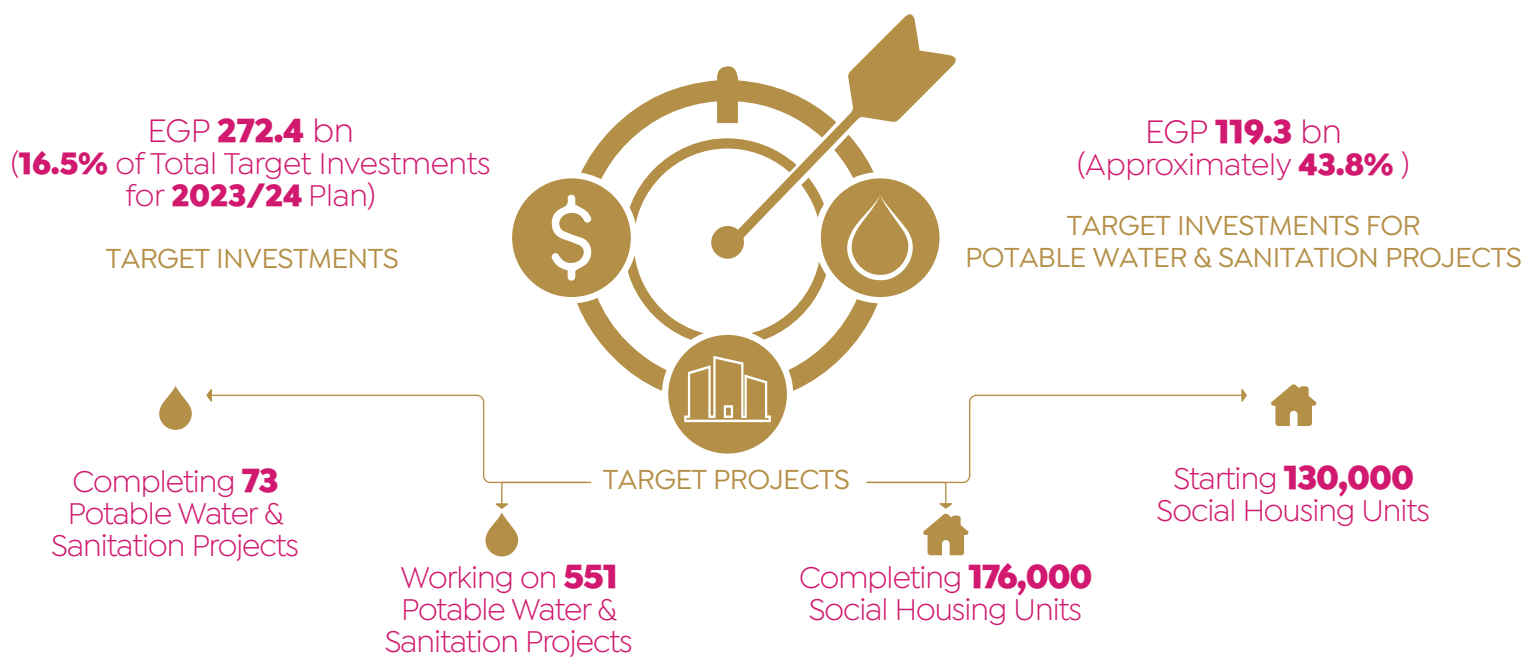 EGP 272.4 bn
(16.5% of Total Target Investments
for 2023/24 Plan)
TARGET INVESTMENTS
EGP 119.3 bn
(Approximately 43.8% )
TARGET INVESTMENTS FOR
POTABLE WATER & SANITATION PROJECTS
TARGET PROJECTS
Completing 73
Potable Water &
Sanitation Projects
Working on 551
Potable Water &
Sanitation Projects
Completing 176,000
Social Housing Units
Starting 130,000
Social Housing Units